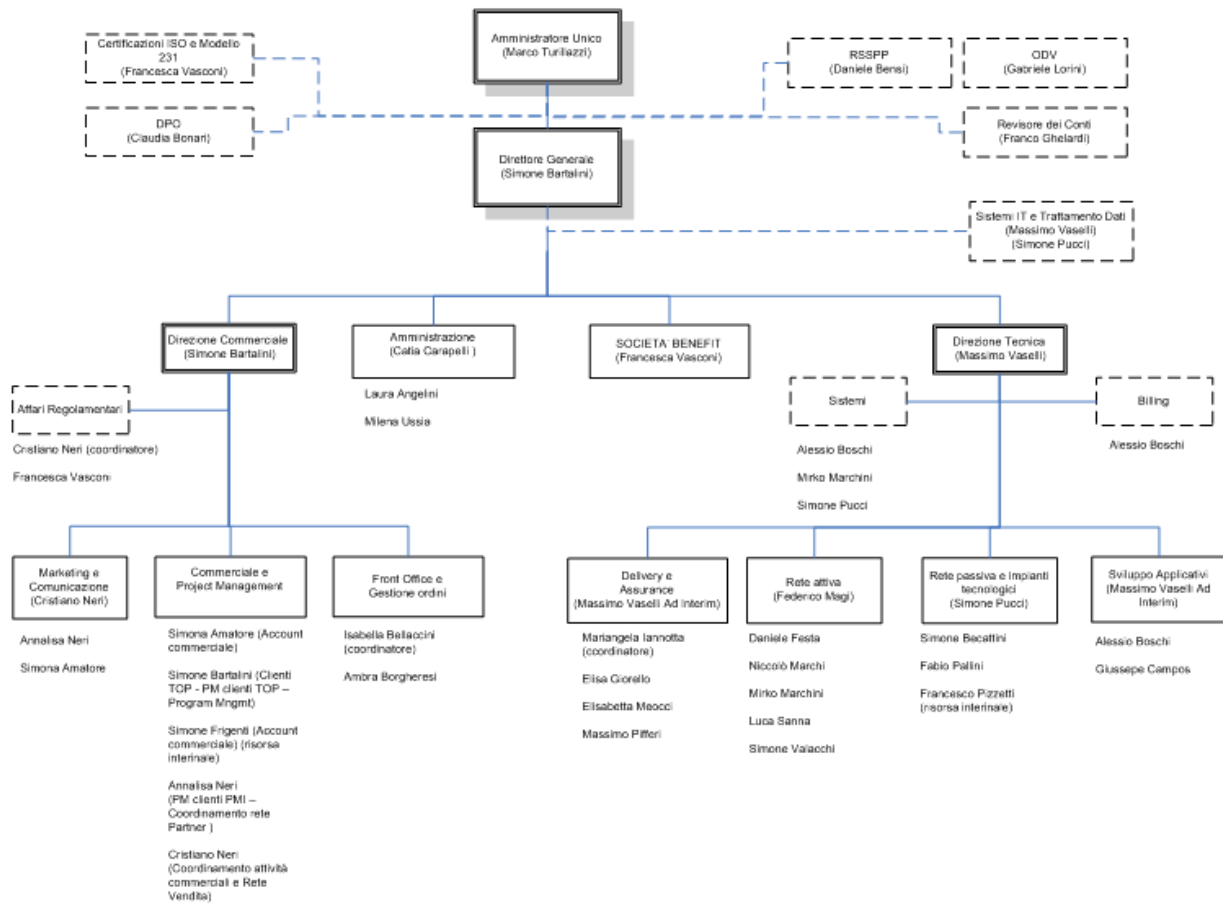 Amministratore Unico
(Marco Turillazzi)
Certificazioni ISO e Modello
231
(Francesca Vasconi)
RSSPP
(Daniele Bensi)
ODV
(Gabriele Lorini)
DPO
(Claudia Bonari)
Revisore dei Conti
(Franco Ghelardi)
Direttore Generale
(Simone Bartalini)
Sistemi IT e Trattamento Dati
(Massimo Vaselli)
(Simone Pucci)
Direzione Commerciale
(Simone Bartalini)
Amministrazione
(Catia Carapelli )
SOCIETA' BENEFIT
(Francesca Vasconi)
Direzione Tecnica
(Massimo Vaselli)
Laura Angelini
Milena Ussia
Affari Regolamentari
Cristiano Neri (coordinatore)
Francesca Vasconi
Sistemi
Alessio Boschi
Mirko Marchini
Simone Pucci
Billing
Alessio Boschi
Marketing e
Comunicazione
(Cristiano Neri)
Annalisa Neri
Simona Amatore
Commerciale e
Project Management
Simona Amatore (Account
commerciale)
Simone Bartalini (Clienti
TOP - PM clienti TOP –
Program Mngmt)
Simone Frigenti (Account
commerciale) (risorsa
interinale)
Annalisa Neri
(PM clienti PMI –
Coordinamento rete
Partner )
Cristiano Neri
(Coordinamento attività
commerciali e Rete
Vendita)
Front Office e
Gestione ordini
Isabella Bellaccini
(coordinatore)
Ambra Borgheresi
Delivery e
Assurance
(Massimo Vaselli Ad Interim)
Mariangela Iannotta
(coordinatore)
Elisa Giorello
Elisabetta Meocci
Massimo Pifferi
Rete attiva
(Federico Magi)
Daniele Festa
Niccolò Marchi
Mirko Marchini
Luca Sanna
Simone Valacchi
Rete passiva e impianti
tecnologici
(Simone Pucci)
Simone Becattini
Fabio Pallini
Francesco Pizzetti
(risorsa interinale)
Sviluppo Applicativi
(Massimo Vaselli Ad
Interim)
Alessio Boschi
Giussepe Campos